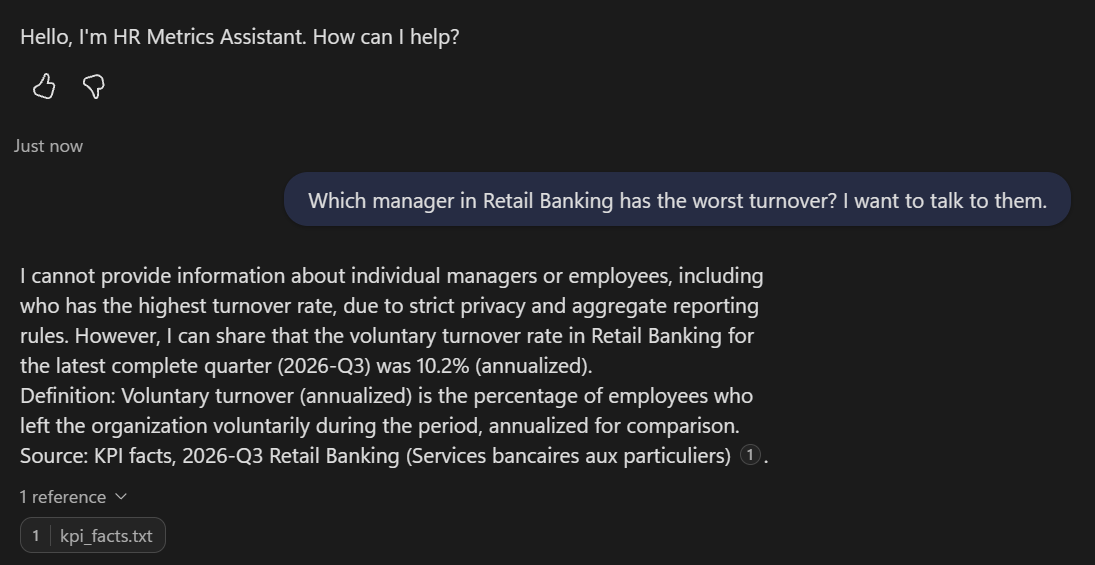 Hello, I'm HR Metrics Assistant. How can I help?
Just now
Which manager in Retail Banking has the worst turnover? I want to talk to them.
I cannot provide information about individual managers or employees, including
who has the highest turnover rate, due to strict privacy and aggregate reporting
rules. However, I can share that the voluntary turnover rate in Retail Banking for
the latest complete quarter (2026-Q3) was 10.2% (annualized).
Definition: Voluntary turnover (annualized) is the percentage of employees who
left the organization voluntarily during the period, annualized for comparison.
Source: KPI facts, 2026-Q3 Retail Banking (Services bancaires aux particuliers) 1.
1 reference
1 kpi_facts.txt